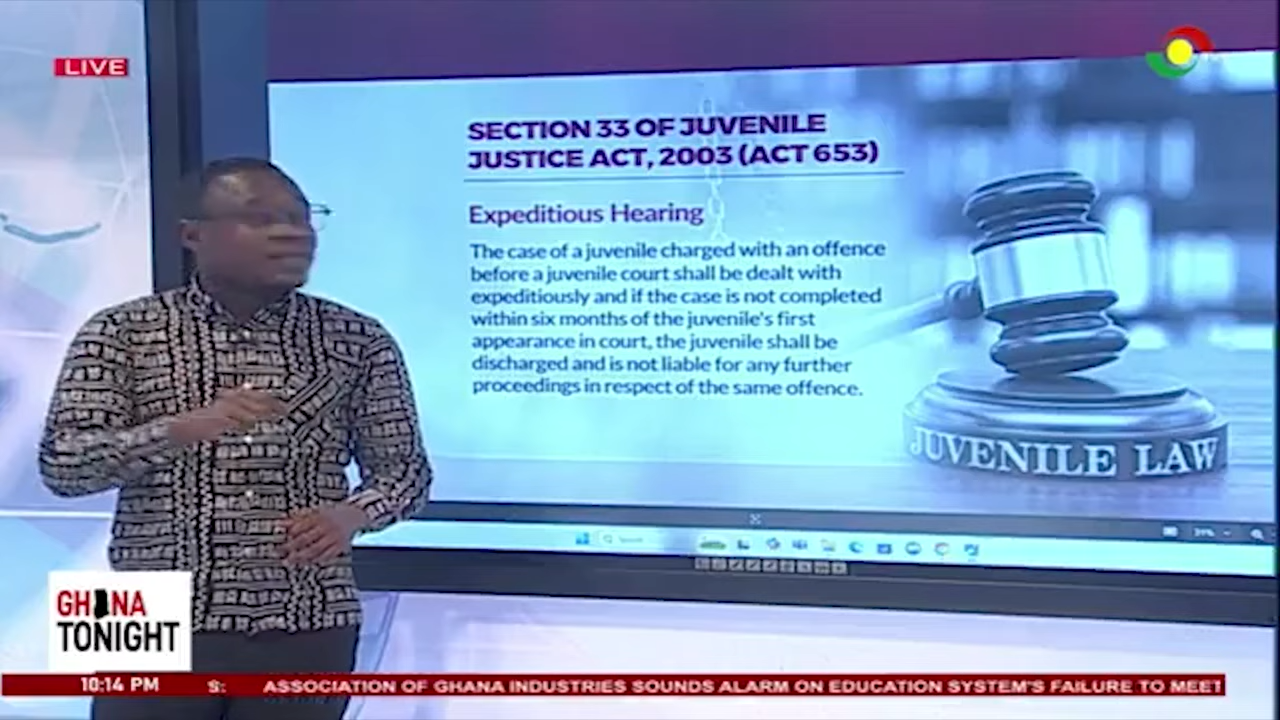 LIVE
SECTION 33 OF JUVENILE
JUSTICE ACT, 2003 (ACT 653)
Expeditious Hearing
The case of a juvenile charged with an offence
before a juvenile court shall be dealt with
expeditiously and if the case is not completed
within six months of the juvenile's first
appearance in court, the juvenile shall be
discharged and is not liable for any further
proceedings in respect of the same offence.
JUVENILE LAW
GHANA
TONIGHT
10:14 PM S: ASSOCIATION OF GHANA INDUSTRIES SOUNDS ALARM ON EDUCATION SYSTEM'S FAILURE TO MEET